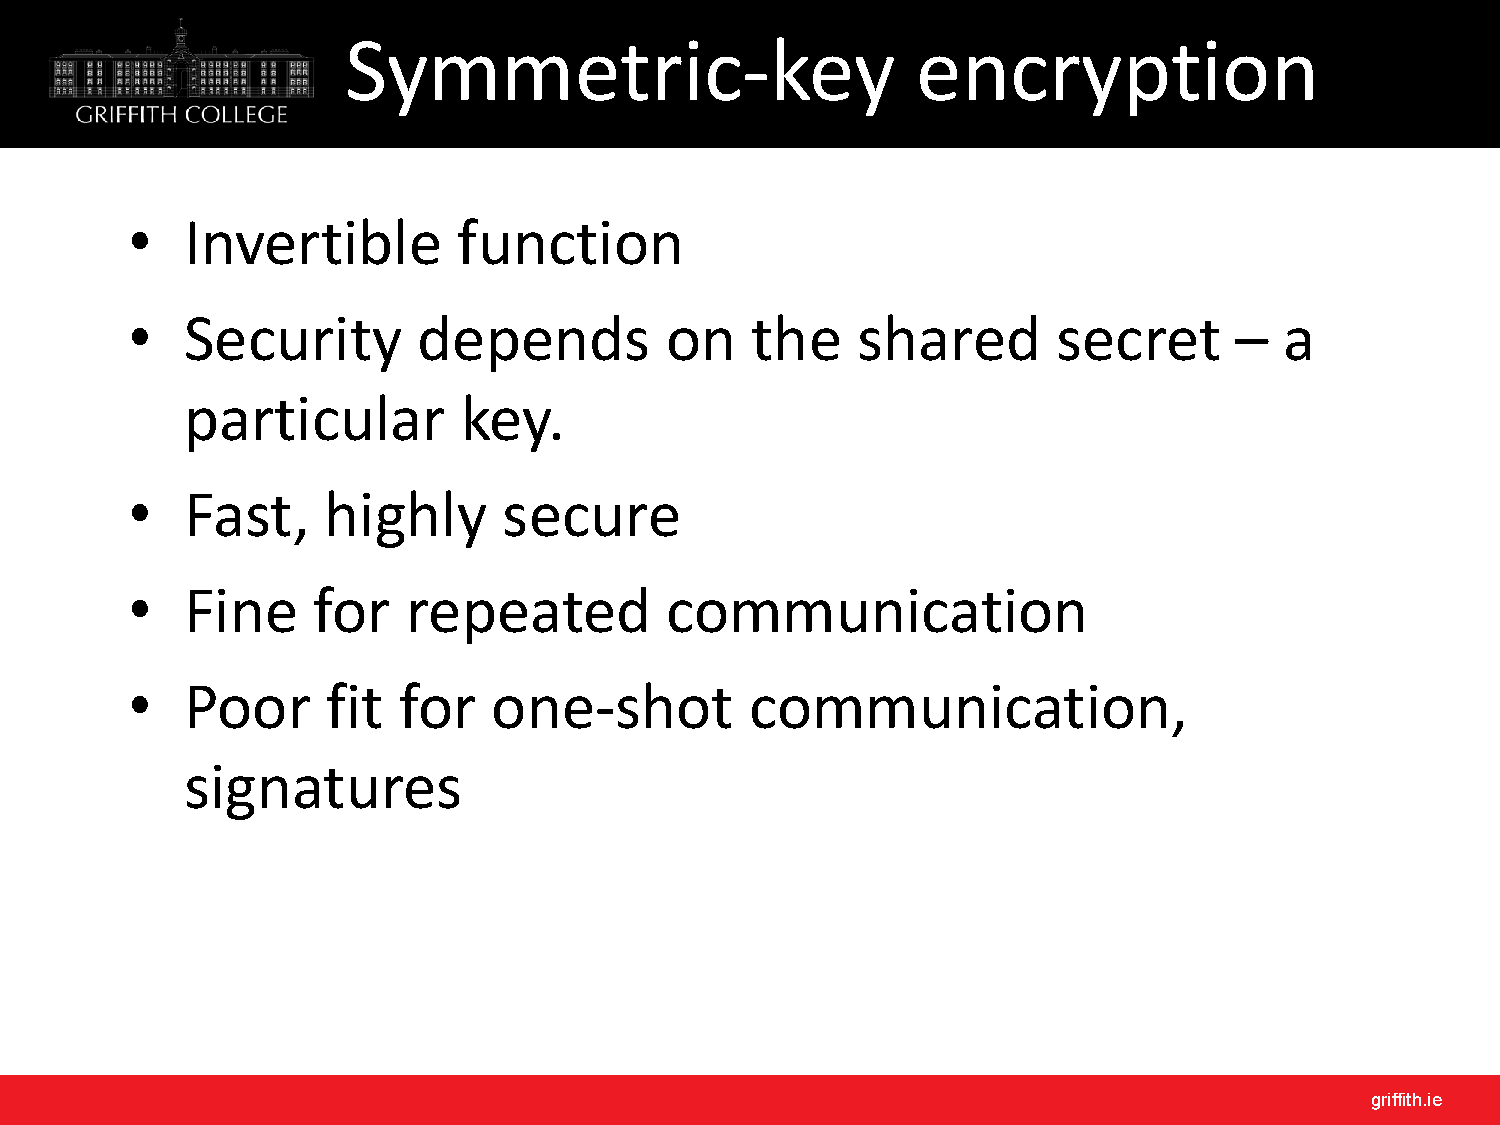 Symmetric-key encryption
GRIFFITH COLLEGE
• Invertible function
• Security depends on the shared secret – a
particular key.
• Fast, highly secure
• Fine for repeated communication
• Poor fit for one-shot communication,
signatures
griffith.ie